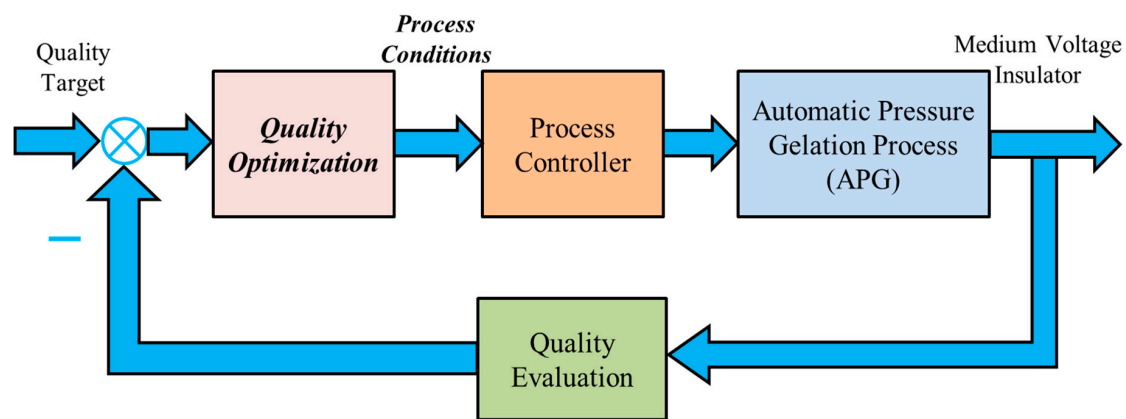 Quality
Target
Process
Conditions
Medium Voltage
Insulator
Quality
Optimization
Process
Controller
Automatic Pressure
Gelation Process
(APG)
Quality
Evaluation